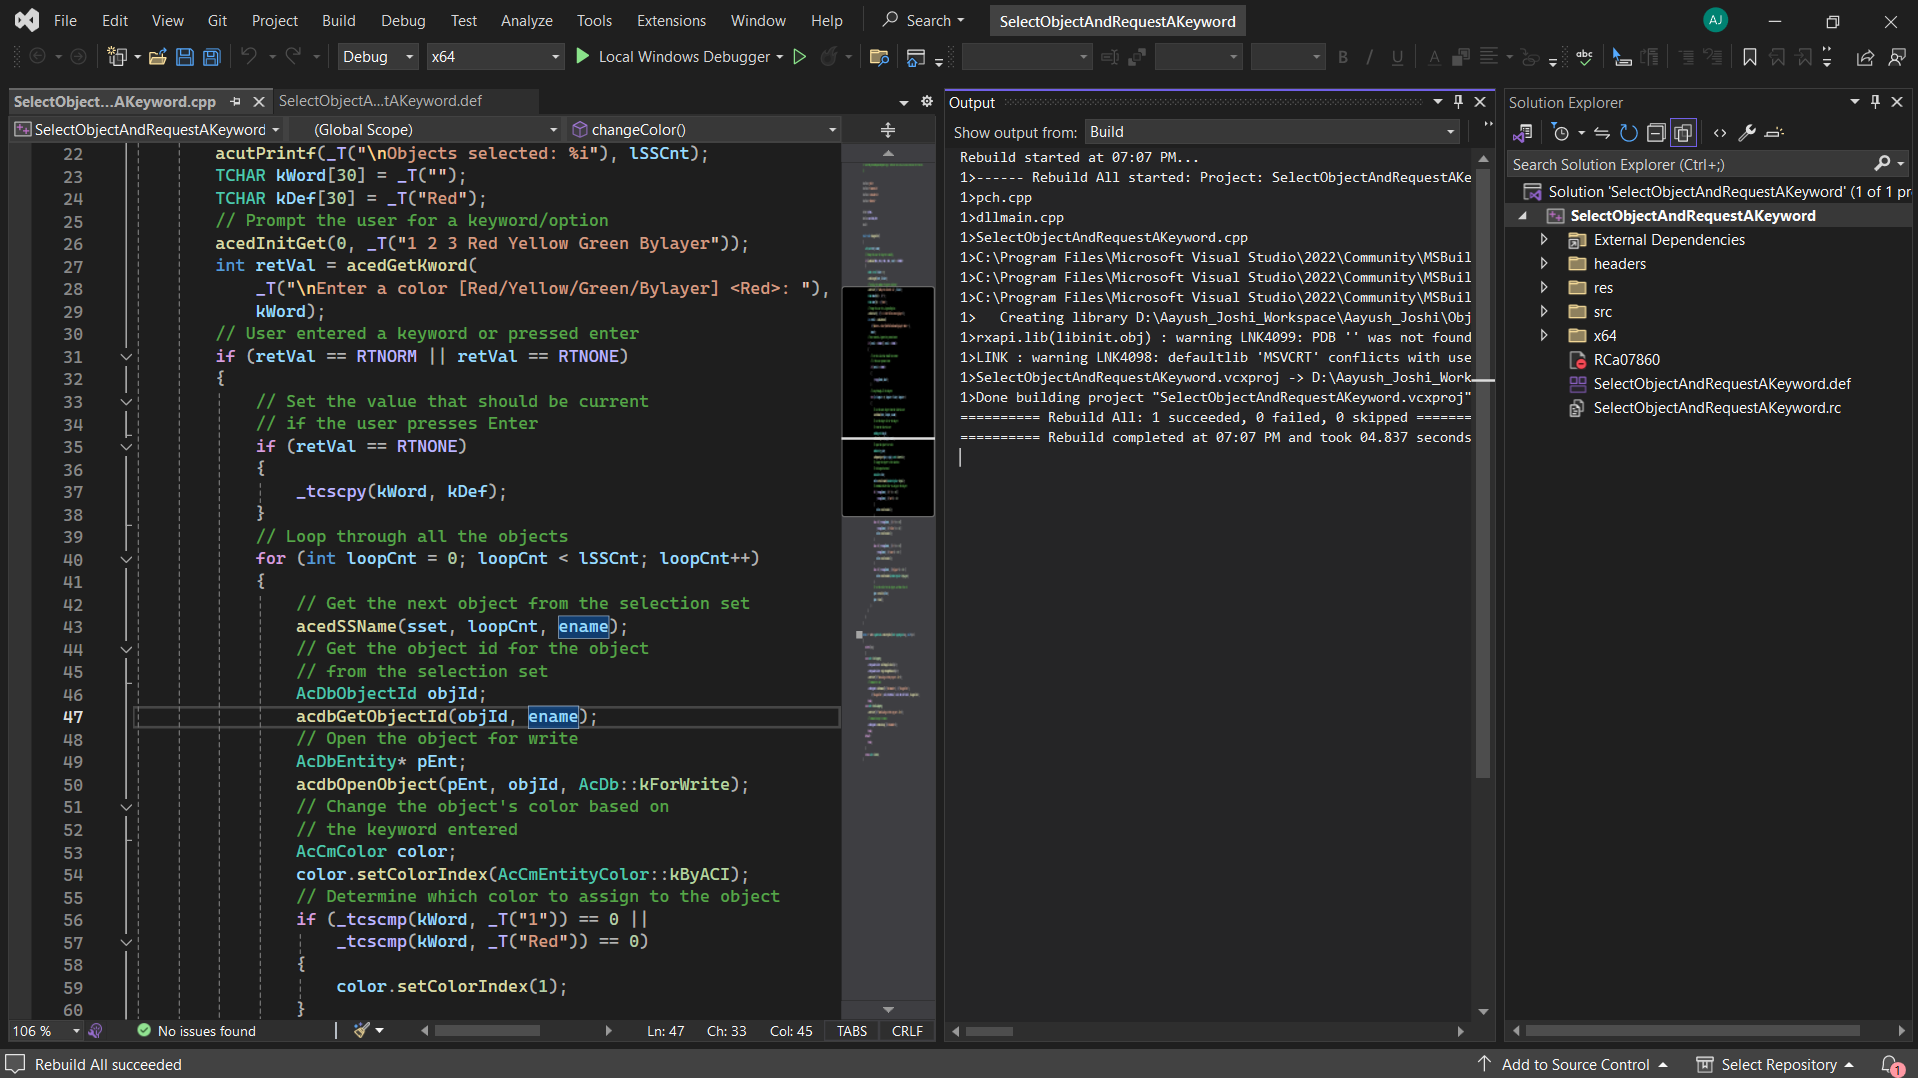 File Edit View Git Project Build Debug Test Analyze Tools Extensions Window Help Search SelectObjectAndRequestAKeyword AJ
Debug x64 Local Windows Debugger
SelectObject...AKeyword.cpp SelectObjectA...tAKeyword.def
SelectObjectAndRequestAKeyword (Global Scope) changeColor()
22 acutPrintf(_T("\nObjects selected: %i"), lSSCnt);
23 TCHAR kWord[30] = _T("");
24 TCHAR kDef[30] = _T("Red");
25 // Prompt the user for a keyword/option
26 acedInitGet(0, _T("1 2 3 Red Yellow Green Bylayer"));
27 int retVal = acedGetKword(
28 _T("\nEnter a color [Red/Yellow/Green/Bylayer] <Red>: "),
29 kWord);
30 // User entered a keyword or pressed enter
31 if (retVal == RTNORM || retVal == RTNONE)
32 {
33 // Set the value that should be current
34 // if the user presses Enter
35 if (retVal == RTNONE)
36 {
37 _tcscpy(kWord, kDef);
38 }
39 // Loop through all the objects
40 for (int loopCnt = 0; loopCnt < lSSCnt; loopCnt++)
41 {
42 // Get the next object from the selection set
43 acedSSName(sset, loopCnt, ename);
44 // Get the object id for the object
45 // from the selection set
46 AcDbObjectId objId;
47 acdbGetObjectId(objId, ename);
48 // Open the object for write
49 AcDbEntity* pEnt;
50 acdbOpenObject(pEnt, objId, AcDb::kForWrite);
51 // Change the object's color based on
52 // the keyword entered
53 AcCmColor color;
54 color.setColorIndex(AcCmEntityColor::kByACI);
55 // Determine which color to assign to the object
56 if (_tcscmp(kWord, _T("1")) == 0 ||
57 _tcscmp(kWord, _T("Red")) == 0)
58 {
59 color.setColorIndex(1);
60 }
106 % No issues found Ln: 47 Ch: 33 Col: 45 TABS CRLF
Output
Show output from: Build
Rebuild started at 07:07 PM...
1>------ Rebuild All started: Project: SelectObjectAndRequestAKe
1>pch.cpp
1>dllmain.cpp
1>SelectObjectAndRequestAKeyword.cpp
1>C:\Program Files\Microsoft Visual Studio\2022\Community\MSBuil
1>C:\Program Files\Microsoft Visual Studio\2022\Community\MSBuil
1>C:\Program Files\Microsoft Visual Studio\2022\Community\MSBuil
1> Creating library D:\Aayush_Joshi_Workspace\Aayush_Joshi\Obj
1>rxapi.lib(libinit.obj) : warning LNK4099: PDB '' was not found
1>LINK : warning LNK4098: defaultlib 'MSVCRT' conflicts with use
1>SelectObjectAndRequestAKeyword.vcxproj -> D:\Aayush_Joshi_Work
1>Done building project "SelectObjectAndRequestAKeyword.vcxproj"
========== Rebuild All: 1 succeeded, 0 failed, 0 skipped =======
========== Rebuild completed at 07:07 PM and took 04.837 seconds
Solution Explorer
Search Solution Explorer (Ctrl+;)
Solution 'SelectObjectAndRequestAKeyword' (1 of 1 pr
SelectObjectAndRequestAKeyword
External Dependencies
headers
res
src
x64
RCa07860
SelectObjectAndRequestAKeyword.def
SelectObjectAndRequestAKeyword.rc
Rebuild All succeeded Add to Source Control Select Repository 1